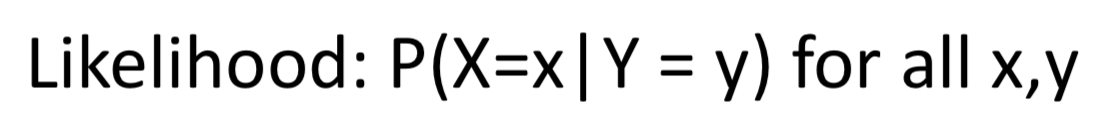 Likelihood: P(X=x|Y = y) for all x,y